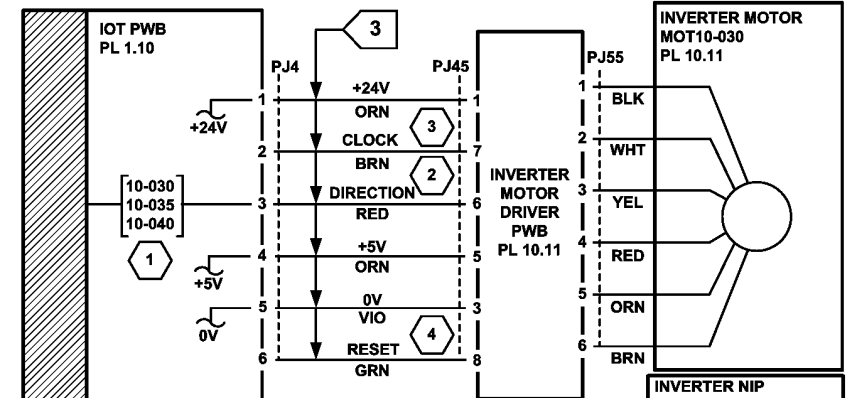 IOT PWB
PL 1.10
3
INVERTER MOTOR
MOT10-030
PL 10.11
PJ4
PJ45
PJ55
+24V
1
+24V
ORN
1
3
2
CLOCK
BRN
7
2
10-030
10-035
10-040
1
3
DIRECTION
RED
6
+5V
4
+5V
ORN
5
0V
5
0V
VIO
3
4
6
RESET
GRN
8
INVERTER
MOTOR
DRIVER
PWB
PL 10.11
1
BLK
2
WHT
3
YEL
4
RED
5
ORN
6
BRN
INVERTER NIP